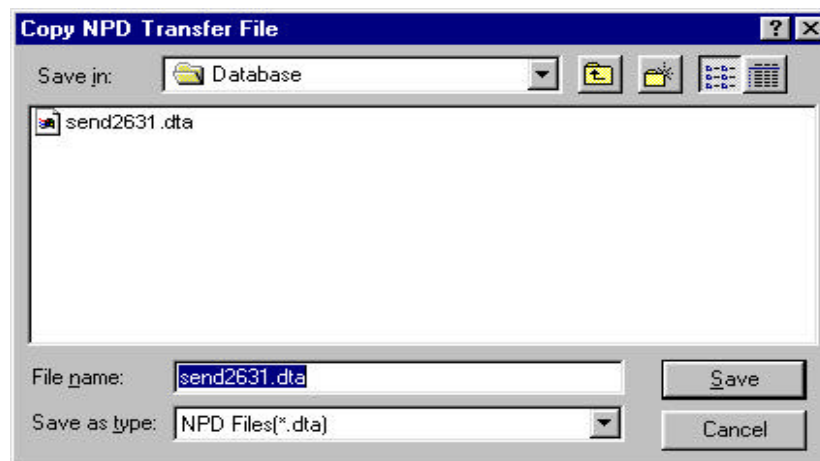 Copy NPD Transfer File
Save in: Database
send2631.dta
File name: send2631.dta Save
Save as type: NPD Files(*.dta) Cancel